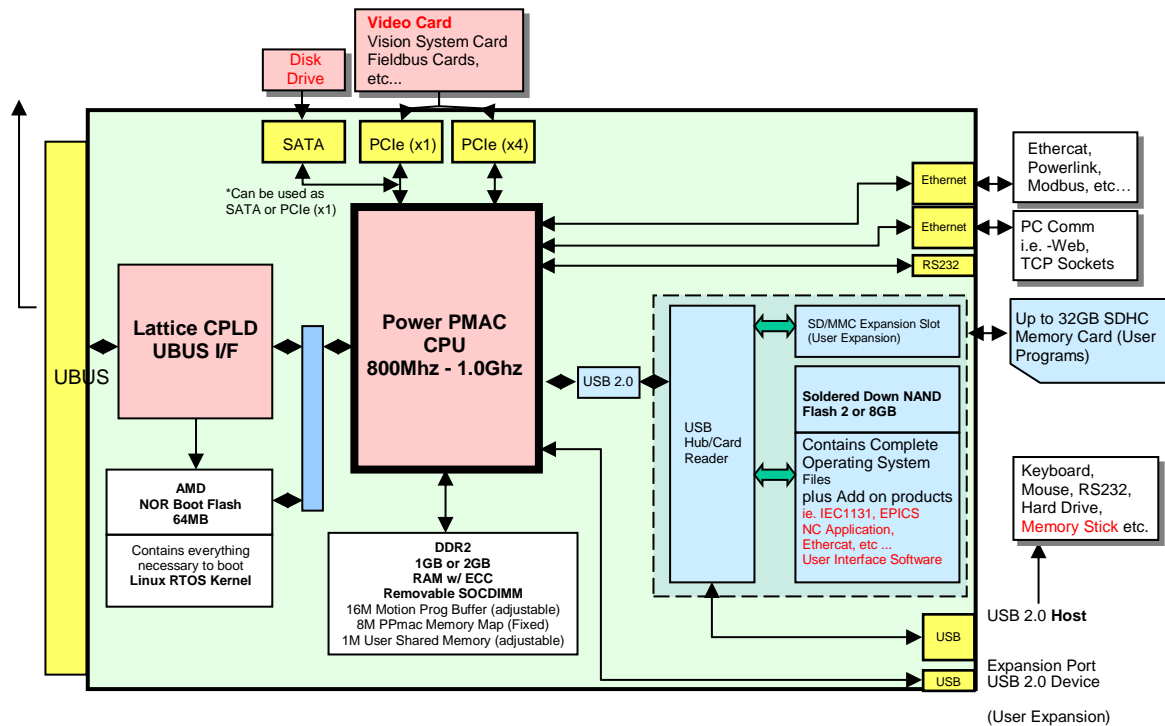 Video Card
Vision System Card
Fieldbus Cards,
etc...
Disk
Drive
SATA
PCIe (x1)
PCIe (x4)
*Can be used as
SATA or PCIe (x1)
Ethernet
Ethercat,
Powerlink,
Modbus, etc…
Ethernet
PC Comm
i.e. -Web,
TCP Sockets
RS232
UBUS
Lattice CPLD
UBUS I/F
Power PMAC
CPU
800Mhz - 1.0Ghz
USB 2.0
USB
Hub/Card
Reader
SD/MMC Expansion Slot
(User Expansion)
Up to 32GB SDHC
Memory Card (User
Programs)
Soldered Down NAND
Flash 2 or 8GB
Contains Complete
Operating System
Files
plus Add on products
ie. IEC1131, EPICS
NC Application,
Ethercat, etc ...
User Interface Software
Keyboard,
Mouse, RS232,
Hard Drive,
Memory Stick etc.
AMD
NOR Boot Flash
64MB
Contains everything
necessary to boot
Linux RTOS Kernel
DDR2
1GB or 2GB
RAM w/ ECC
Removable SOCDIMM
16M Motion Prog Buffer (adjustable)
8M PPmac Memory Map (Fixed)
1M User Shared Memory (adjustable)
USB
USB 2.0 Host
USB
Expansion Port
USB 2.0 Device
(User Expansion)